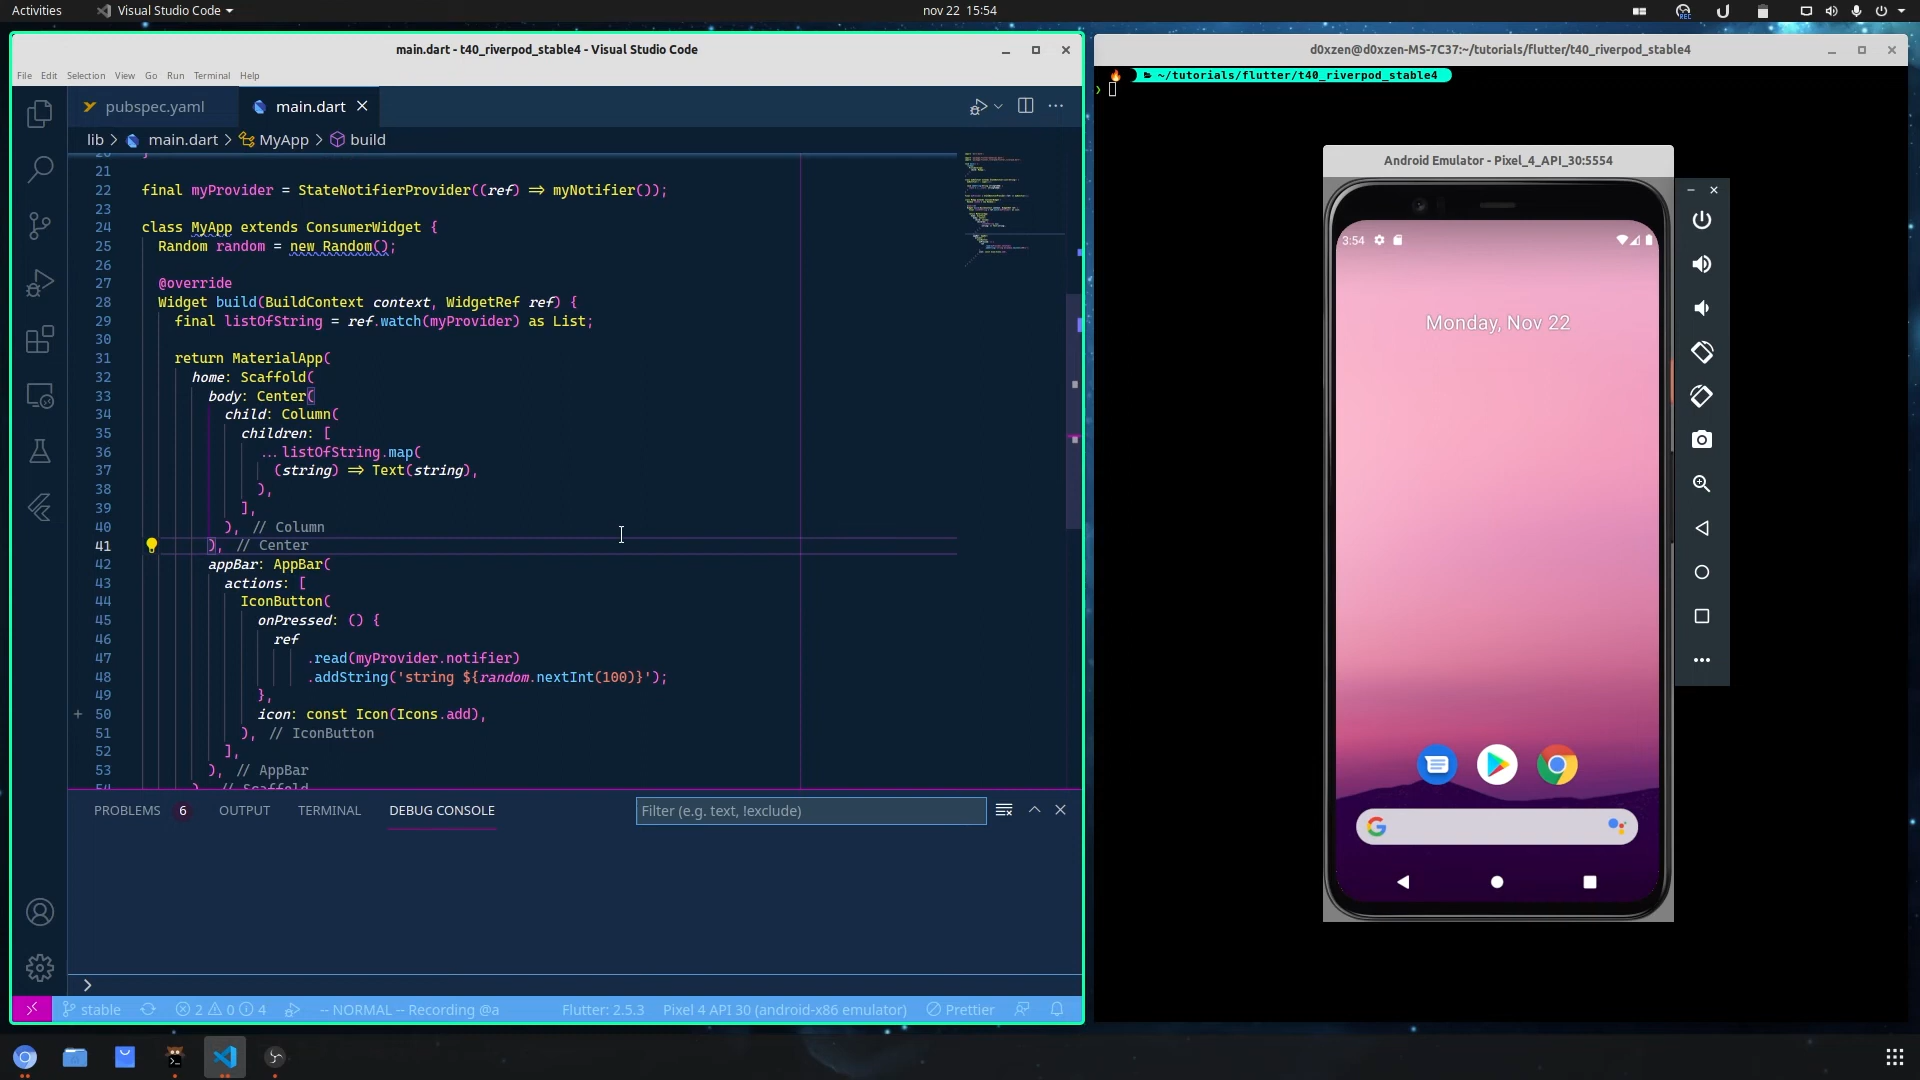 Activities
Visual Studio Code
nov 22 15:54
REC
main.dart - t40_riverpod_stable4 - Visual Studio Code
File Edit Selection View Go Run Terminal Help
pubspec.yaml
main.dart
lib > main.dart > MyApp > build
20 }
21
22 final myProvider = StateNotifierProvider((ref) => myNotifier());
23
24 class MyApp extends ConsumerWidget {
25 Random random = new Random();
26
27 @override
28 Widget build(BuildContext context, WidgetRef ref) {
29 final listOfString = ref.watch(myProvider) as List;
30
31 return MaterialApp(
32 home: Scaffold(
33 body: Center(
34 child: Column(
35 children: [
36 ...listOfString.map(
37 (string) => Text(string),
38 ),
39 ],
40 ), // Column
41 ), // Center
42 appBar: AppBar(
43 actions: [
44 IconButton(
45 onPressed: () {
46 ref
47 .read(myProvider.notifier)
48 .addString('string ${random.nextInt(100)}');
49 },
50 icon: const Icon(Icons.add),
51 ), // IconButton
52 ],
53 ), // AppBar
54 ), // Scaffold
PROBLEMS 6 OUTPUT TERMINAL DEBUG CONSOLE
Filter (e.g. text, !exclude)
stable
2 0 4
-- NORMAL -- Recording @a
Flutter: 2.5.3
Pixel 4 API 30 (android-x86 emulator)
Prettier
d0xzen@d0xzen-MS-7C37:~/tutorials/flutter/t40_riverpod_stable4
~/tutorials/flutter/t40_riverpod_stable4
Android Emulator - Pixel_4_API_30:5554
3:54
Monday, Nov 22